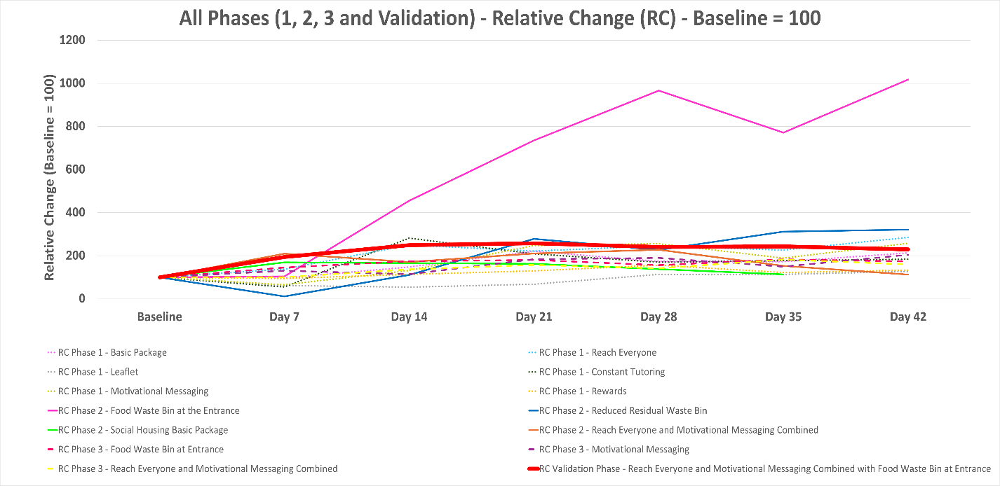 All Phases (1, 2, 3 and Validation) - Relative Change (RC) - Baseline = 100
Relative Change (Baseline = 100)
1200
1000
800
600
400
200
0
Baseline
Day 7
Day 14
Day 21
Day 28
Day 35
Day 42
RC Phase 1 - Basic Package
RC Phase 1 - Reach Everyone
RC Phase 1 - Leaflet
RC Phase 1 - Constant Tutoring
RC Phase 1 - Motivational Messaging
RC Phase 1 - Rewards
RC Phase 2 - Food Waste Bin at the Entrance
RC Phase 2 - Reduced Residual Waste Bin
RC Phase 2 - Social Housing Basic Package
RC Phase 2 - Reach Everyone and Motivational Messaging Combined
RC Phase 3 - Food Waste Bin at Entrance
RC Phase 3 - Motivational Messaging
RC Phase 3 - Reach Everyone and Motivational Messaging Combined
RC Validation Phase - Reach Everyone and Motivational Messaging Combined with Food Waste Bin at Entrance